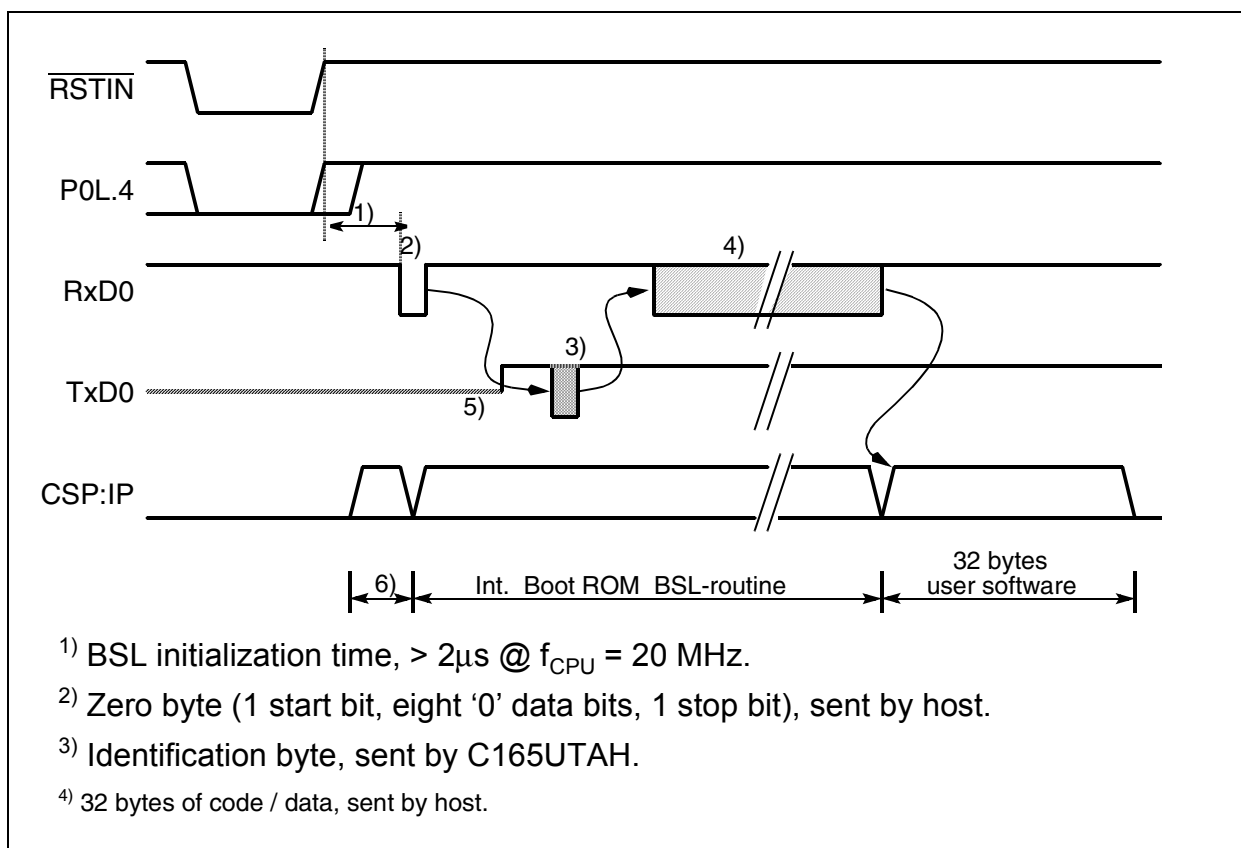 RSTIN
P0L.4
1)
2)
4)
RxD0
3)
TxD0
5)
CSP:IP
6)
Int. Boot ROM BSL-routine
32 bytes
user software
1) BSL initialization time, > 2μs @ fCPU = 20 MHz.
2) Zero byte (1 start bit, eight ‘0’ data bits, 1 stop bit), sent by host.
3) Identification byte, sent by C165UTAH.
4) 32 bytes of code / data, sent by host.